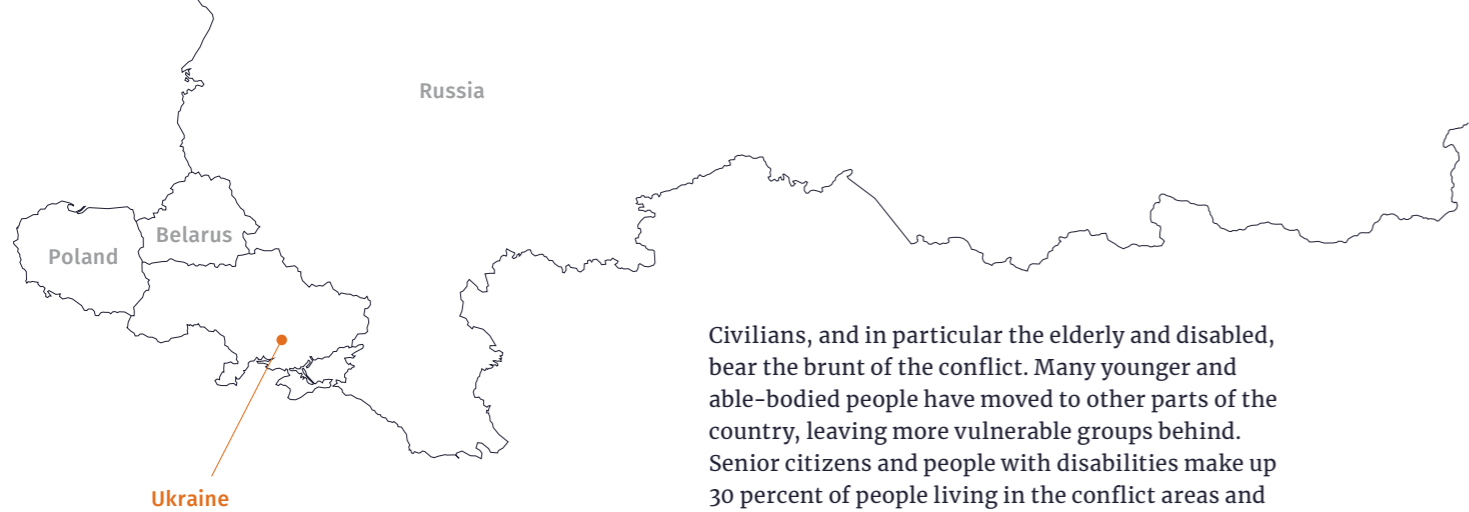 Russia
Belarus
Poland
Ukraine
Civilians, and in particular the elderly and disabled,
bear the brunt of the conflict. Many younger and
able-bodied people have moved to other parts of the
country, leaving more vulnerable groups behind.
Senior citizens and people with disabilities make up
30 percent of people living in the conflict areas and